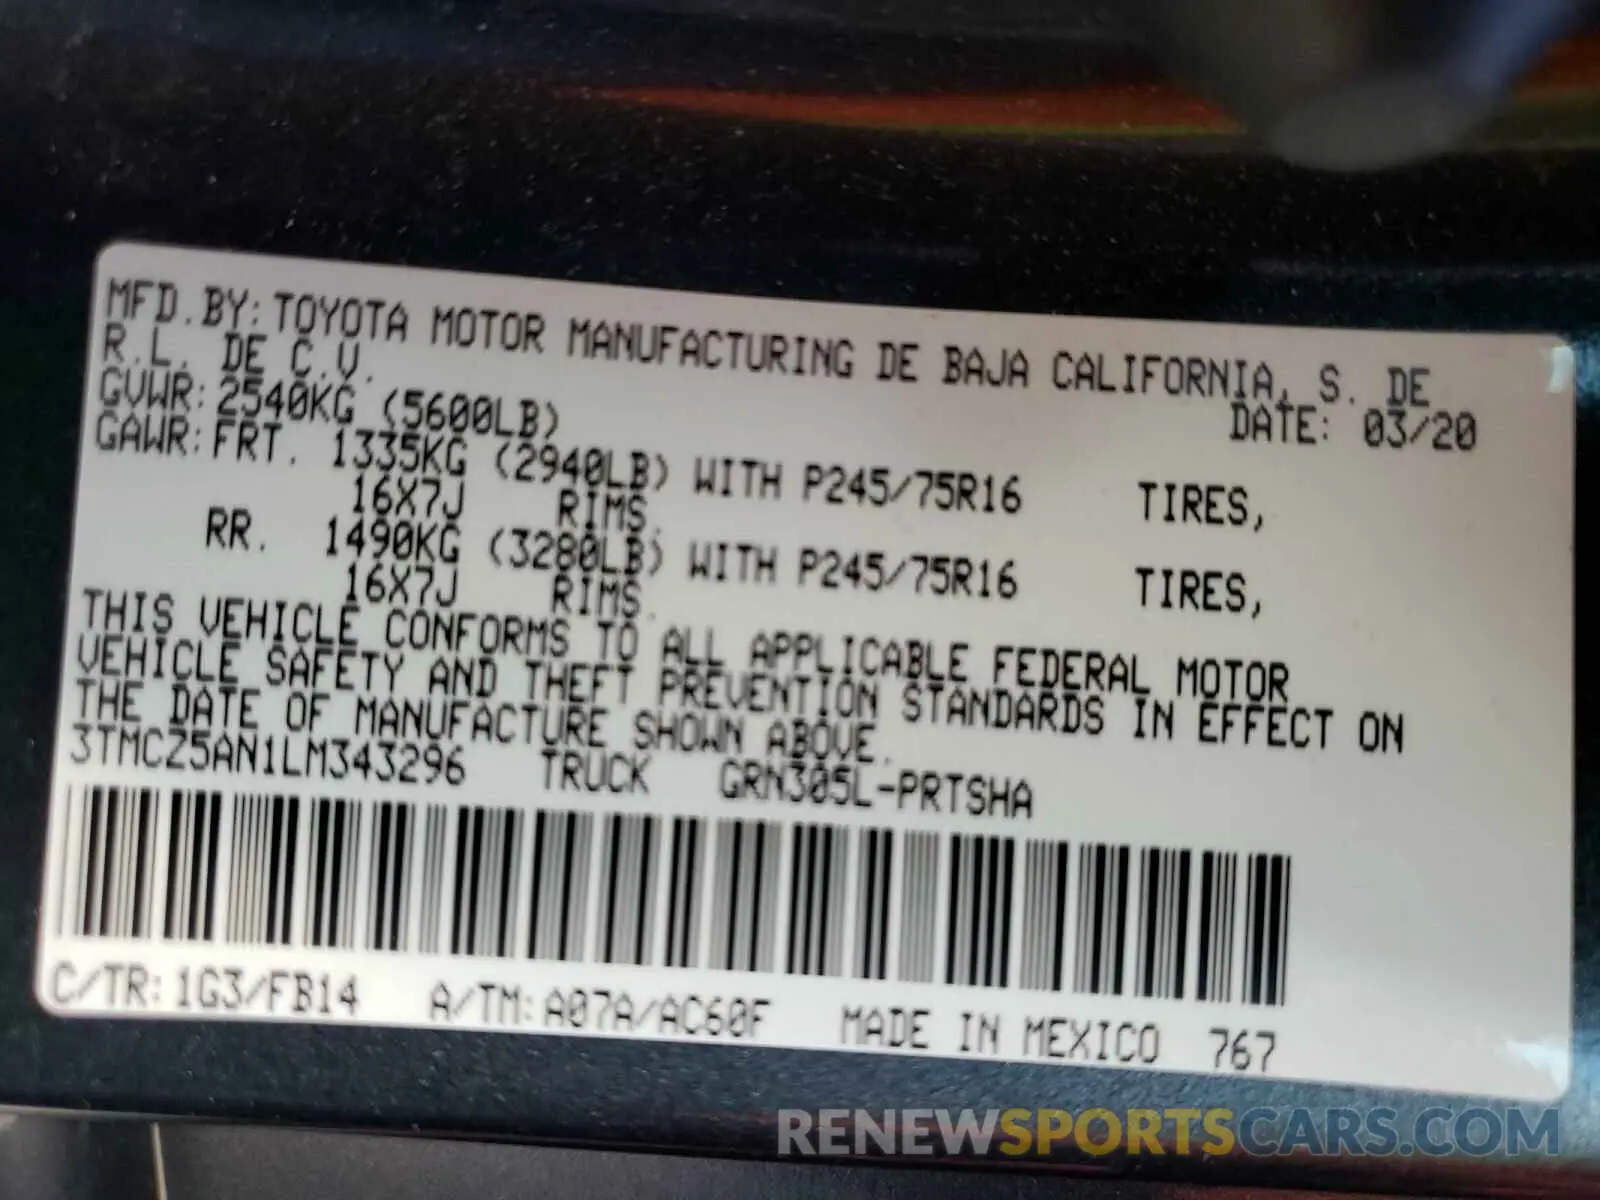 MFD.BY: TOYOTA MOTOR MANUFACTURING DE BAJA CALIFORNIA, S. DE
R.L. DE C.V.
DATE: 03/20
GVWR: 2540KG (5600LB)
GAWR: FRT. 1335KG (2940LB) WITH P245/75R16 TIRES,
16X7J RIMS.
RR. 1490KG (3280LB) WITH P245/75R16 TIRES,
16X7J RIMS.
THIS VEHICLE CONFORMS TO ALL APPLICABLE FEDERAL MOTOR
VEHICLE SAFETY AND THEFT PREVENTION STANDARDS IN EFFECT ON
THE DATE OF MANUFACTURE SHOWN ABOVE.
3TMCZ5AN1LM343296 TRUCK GRN305L-PRTSHA
C/TR: 1G3/FB14 A/TM: A07A/AC60F MADE IN MEXICO 767
RENEWSPORTSCARS.COM